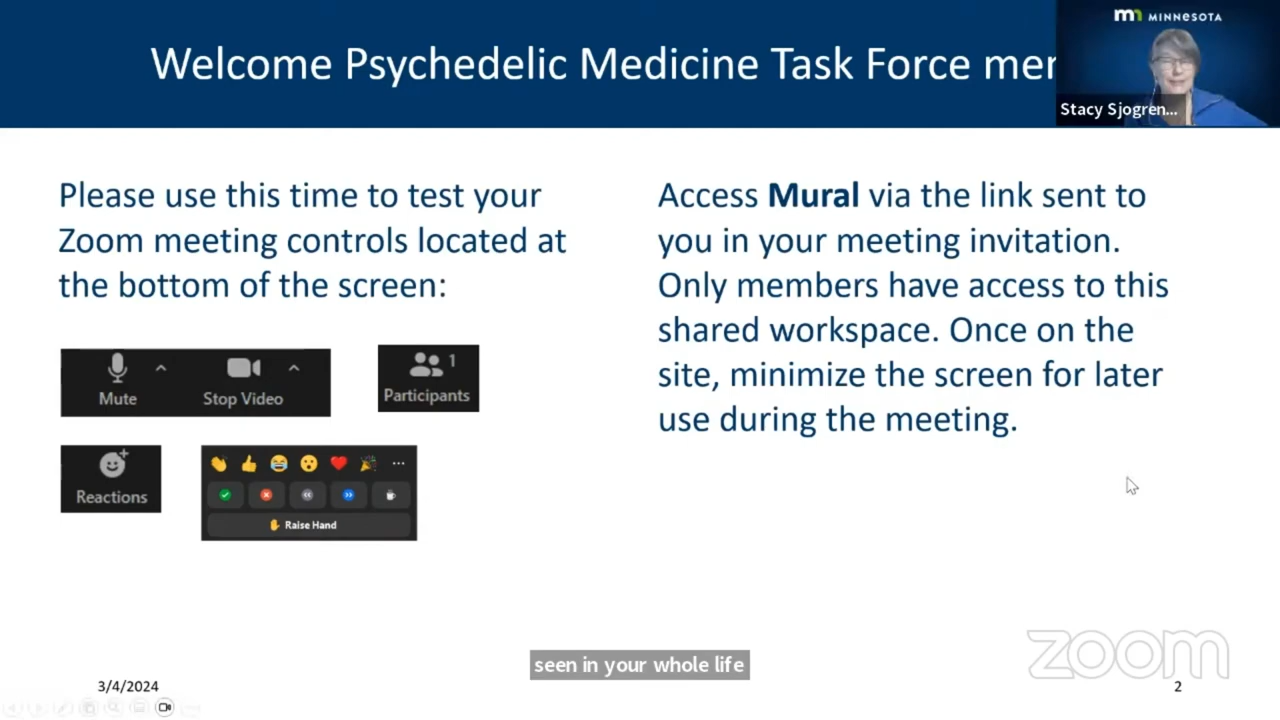 Welcome Psychedelic Medicine Task Force mem
MINNESOTA
Stacy Sjogren...
Please use this time to test your
Zoom meeting controls located at
the bottom of the screen:
Mute
Stop Video
1
Participants
Reactions
Raise Hand
Access Mural via the link sent to
you in your meeting invitation.
Only members have access to this
shared workspace. Once on the
site, minimize the screen for later
use during the meeting.
seen in your whole life
zoom
3/4/2024
2